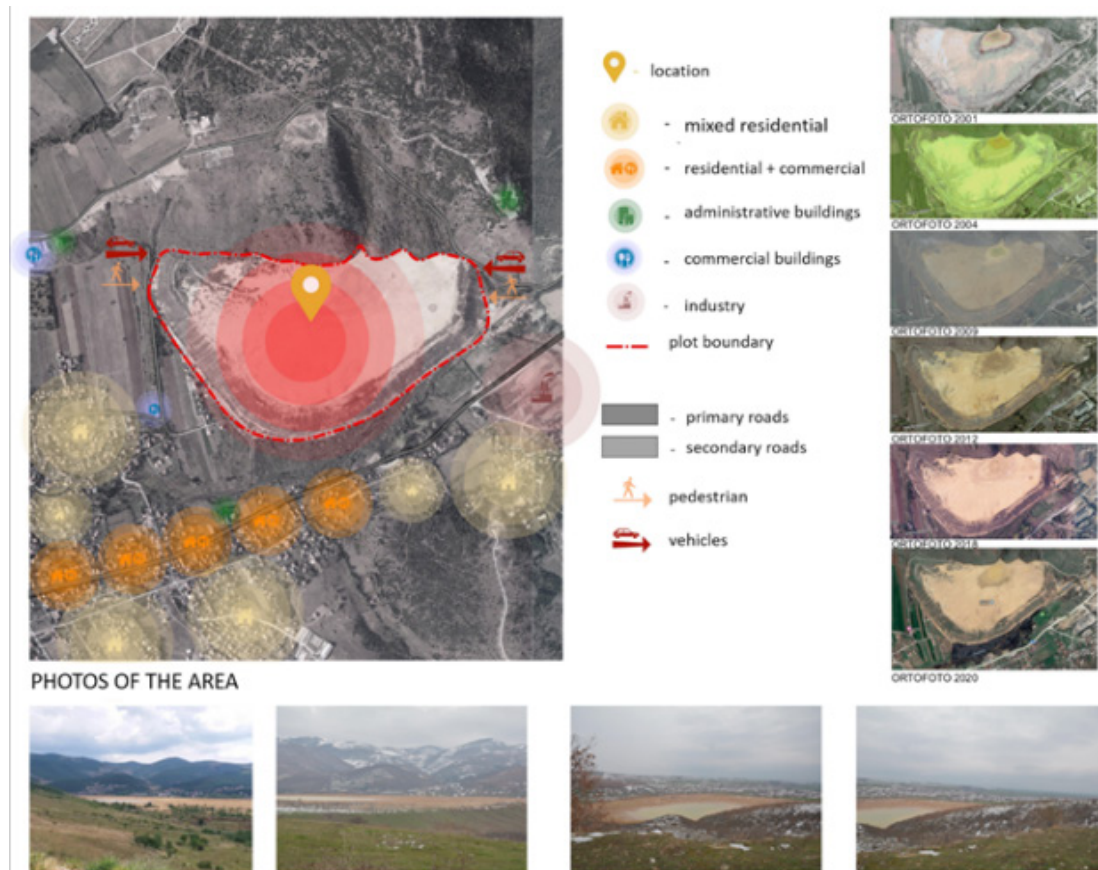 - location
- mixed residential
- residential + commercial
- administrative buildings
- commercial buildings
- industry
- plot boundary
- primary roads
- secondary roads
pedestrian
vehicles
ORTOFOTO 2001
ORTOFOTO 2004
ORTOFOTO 2009
ORTOFOTO 2012
ORTOFOTO 2018
ORTOFOTO 2020
PHOTOS OF THE AREA